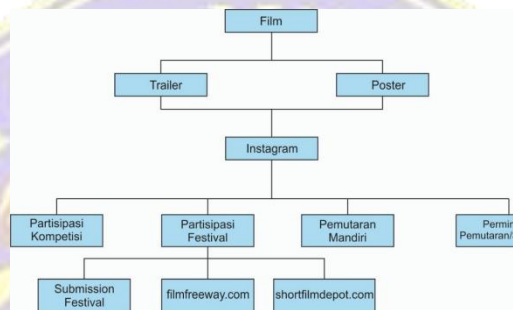 Film
Trailer
Poster
Instagram
Partisipasi
Kompetisi
Partisipasi
Festival
Pemutaran
Mandiri
Submission
Festival
filmfreeway.com
shortfilmdepot.com